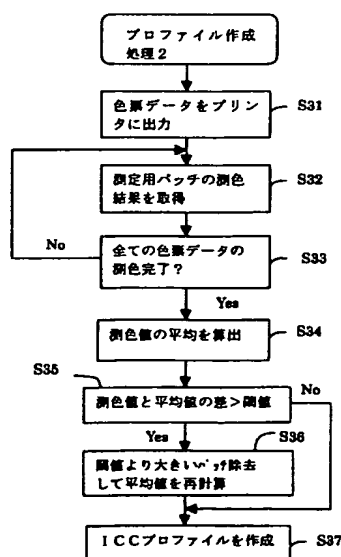 プロファイル作成
処理2
色票データをプリン
タに出力
S31
測定用パッチの測色
結果を取得
S32
No
全ての色票データの
測色完了？
S33
Yes
測色値の平均を算出
S34
S35
測色値と平均値の差>閾値
No
Yes
S36
閾値より大きいパッチ除去
して平均値を再計算
ICCプロファイルを作成
S37